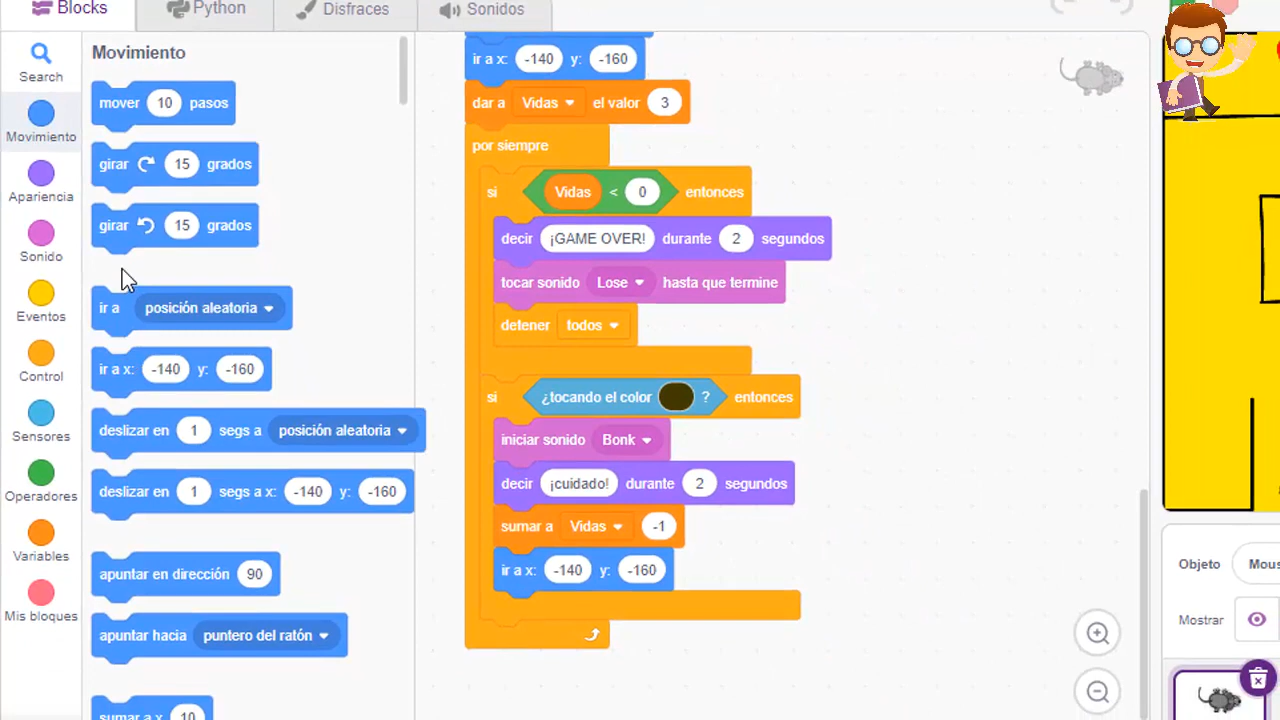 Blocks
Python
Disfraces
Sonidos
Search
Movimiento
Apariencia
Sonido
Eventos
Control
Sensores
Operadores
Variables
Mis bloques
Movimiento
mover 10 pasos
girar 15 grados
girar 15 grados
ir a posición aleatoria
ir a x: -140 y: -160
deslizar en 1 segs a posición aleatoria
deslizar en 1 segs a x: -140 y: -160
apuntar en dirección 90
apuntar hacia puntero del ratón
sumar a x 10
ir a x: -140 y: -160
dar a Vidas el valor 3
por siempre
si Vidas < 0 entonces
decir ¡GAME OVER! durante 2 segundos
tocar sonido Lose hasta que termine
detener todos
si ¿tocando el color ? entonces
iniciar sonido Bonk
decir ¡cuidado! durante 2 segundos
sumar a Vidas -1
ir a x: -140 y: -160
Objeto Mous
Mostrar